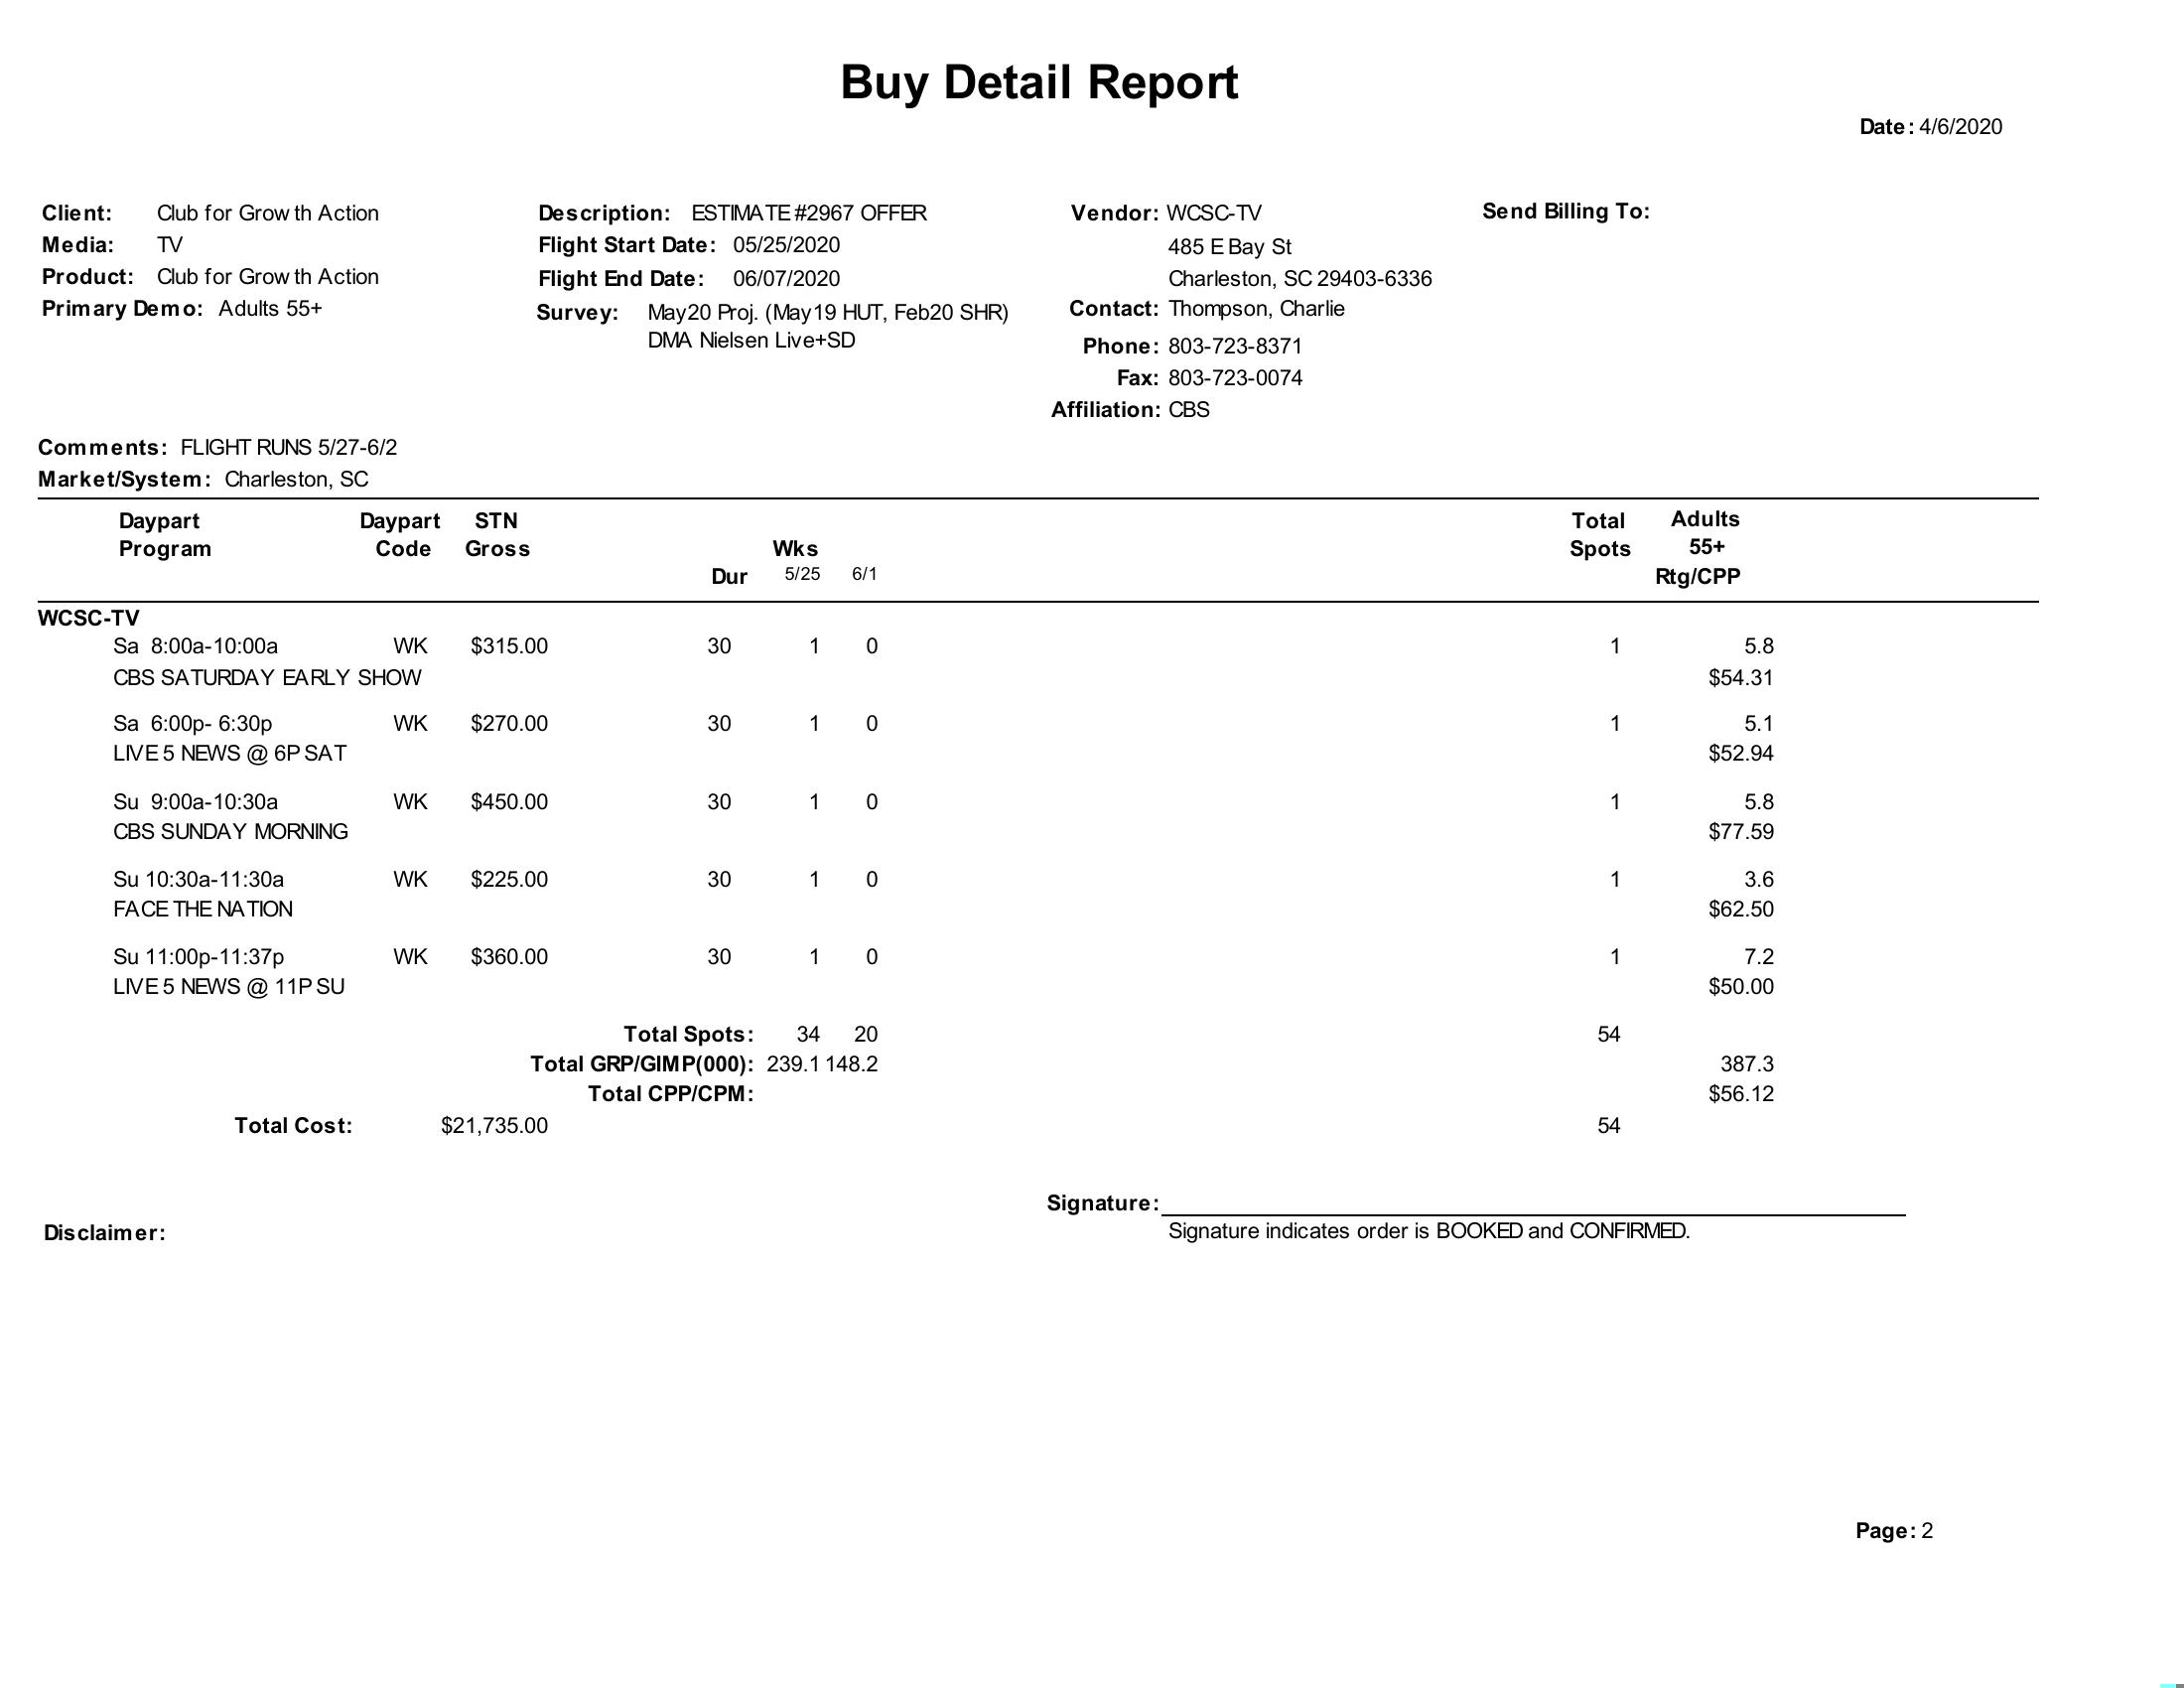 Buy Detail Report
Date: 4/6/2020
Client: Club for Growth Action
Media: TV
Product: Club for Growth Action
Primary Demo: Adults 55+
Description: ESTIMATE #2967 OFFER
Flight Start Date: 05/25/2020
Flight End Date: 06/07/2020
Survey: May20 Proj. (May19 HUT, Feb20 SHR)
DMA Nielsen Live+SD
Vendor: WCSC-TV
485 E Bay St
Charleston, SC 29403-6336
Contact: Thompson, Charlie
Phone: 803-723-8371
Fax: 803-723-0074
Affiliation: CBS
Send Billing To:
Comments: FLIGHT RUNS 5/27-6/2
Market/System: Charleston, SC
Daypart Daypart STN Total Adults
Program Code Gross Wks Spots 55+
Dur 5/25 6/1 Rtg/CPP
WCSC-TV
Sa 8:00a-10:00a WK $315.00 30 1 0 1 5.8
CBS SATURDAY EARLY SHOW $54.31
Sa 6:00p- 6:30p WK $270.00 30 1 0 1 5.1
LIVE 5 NEWS @ 6P SAT $52.94
Su 9:00a-10:30a WK $450.00 30 1 0 1 5.8
CBS SUNDAY MORNING $77.59
Su 10:30a-11:30a WK $225.00 30 1 0 1 3.6
FACE THE NATION $62.50
Su 11:00p-11:37p WK $360.00 30 1 0 1 7.2
LIVE 5 NEWS @ 11P SU $50.00
Total Spots: 34 20 54
Total GRP/GIMP(000): 239.1 148.2 387.3
Total CPP/CPM: $56.12
Total Cost: $21,735.00 54
Signature:
Disclaimer: Signature indicates order is BOOKED and CONFIRMED.
Page: 2